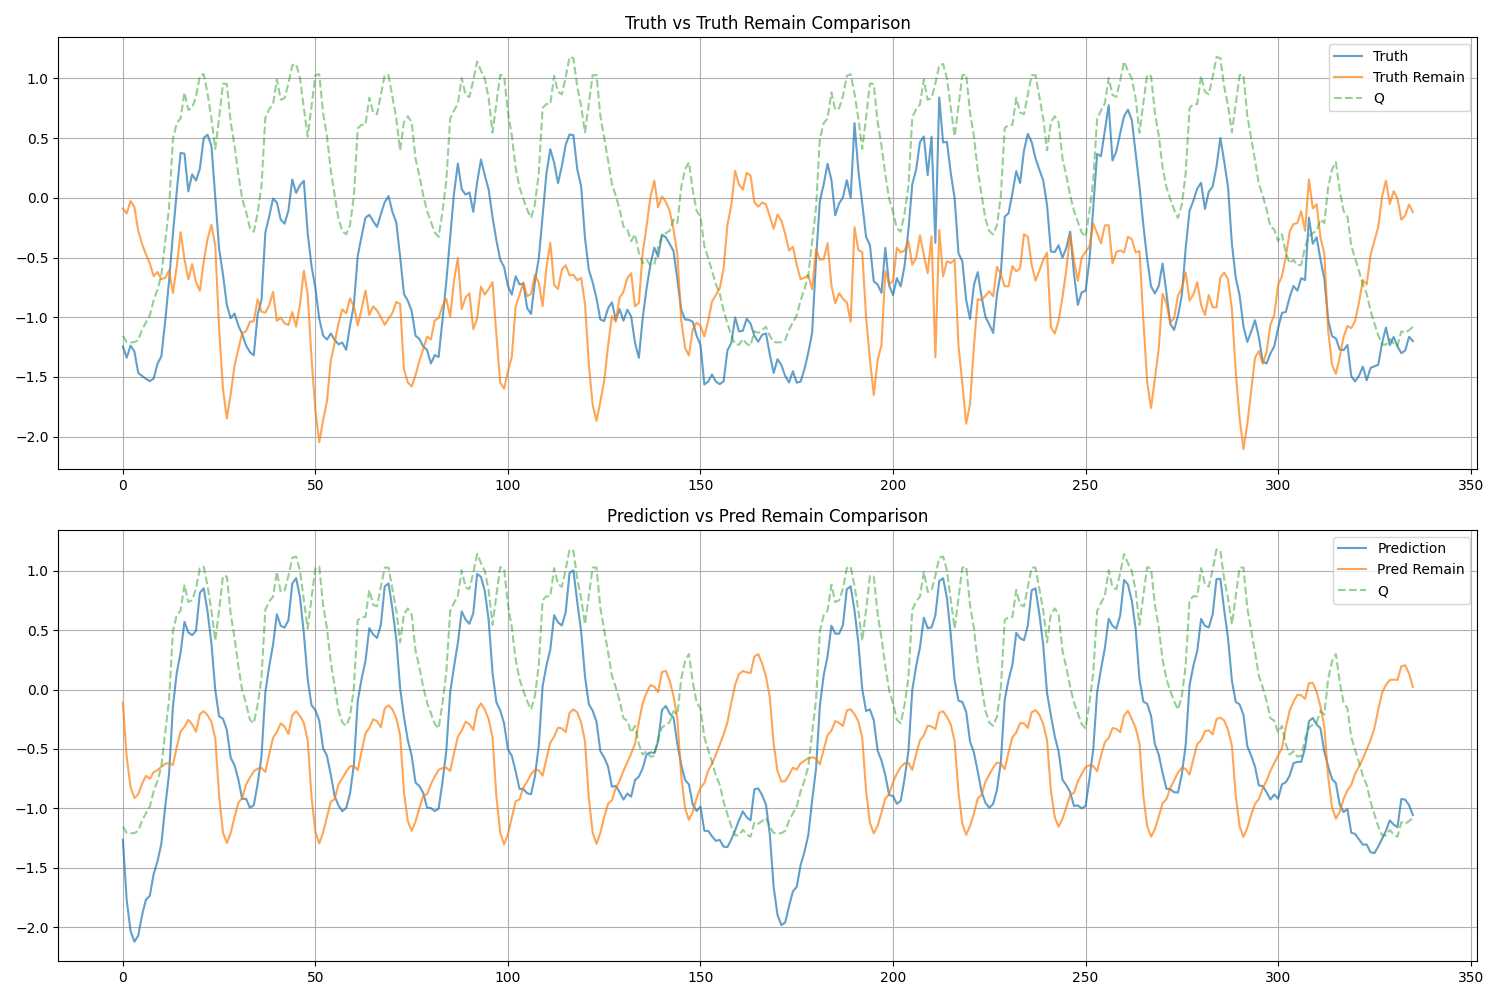 Truth vs Truth Remain Comparison
1.0
0.5
0.0
−0.5
−1.0
−1.5
−2.0
Truth
Truth Remain
Q
0 50 100 150 200 250 300 350
Prediction vs Pred Remain Comparison
1.0
0.5
0.0
−0.5
−1.0
−1.5
−2.0
Prediction
Pred Remain
Q
0 50 100 150 200 250 300 350